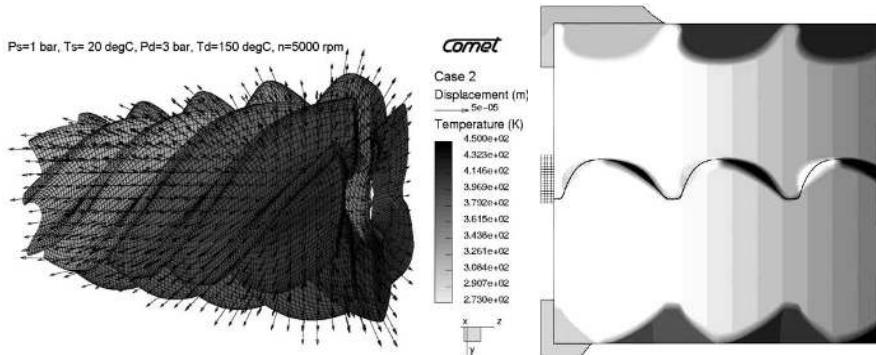 Ps=1 bar, Ts= 20 degC, Pd=3 bar, Td=150 degC, n=5000 rpm
Comet
Case 2
Displacement (m)
5e-05
Temperature (K)
4.500e+02
4.323e+02
4.146e+02
3.969e+02
3.792e+02
3.615e+02
3.438e+02
3.261e+02
3.084e+02
2.907e+02
2.730e+02
x z
y